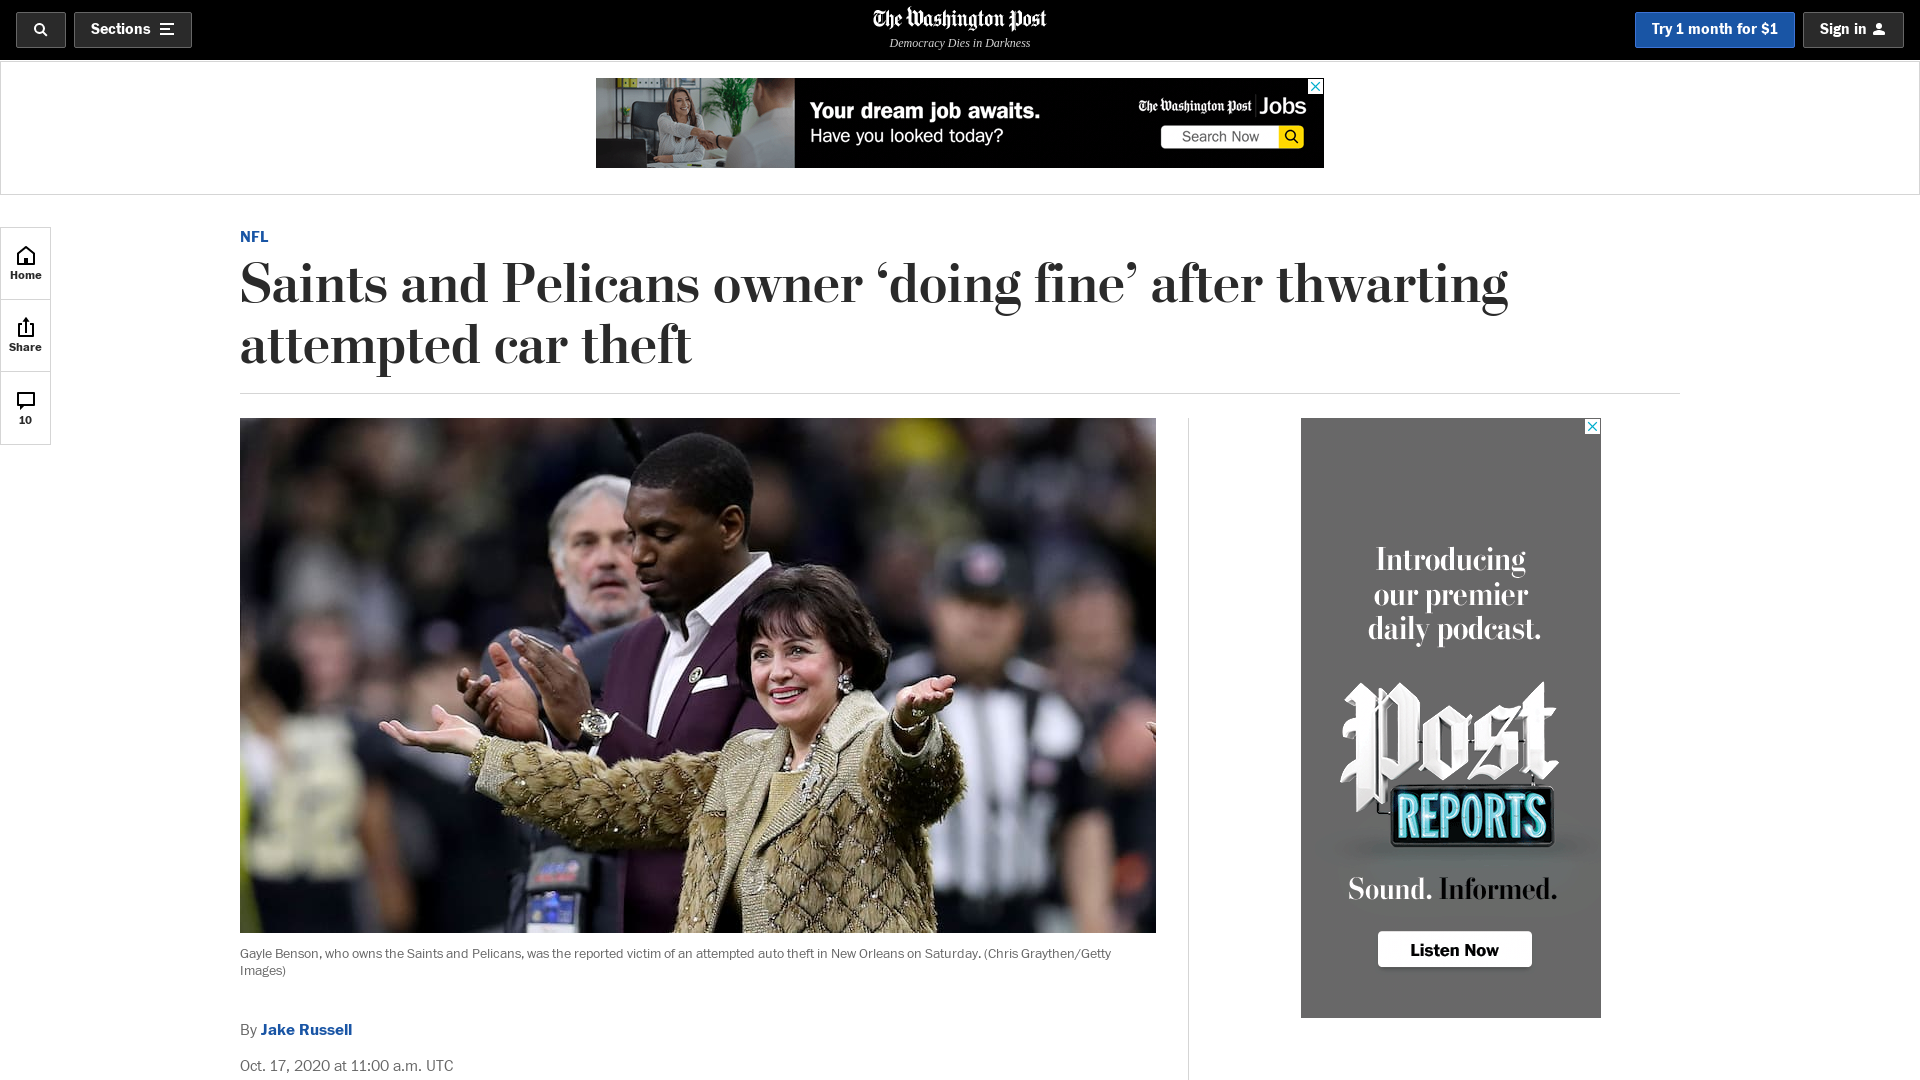 Sections
The Washington Post
Democracy Dies in Darkness
Try 1 month for $1
Sign in
Your dream job awaits.
Have you looked today?
The Washington Post Jobs
Search Now
Home
Share
10
NFL
Saints and Pelicans owner ‘doing fine’ after thwarting
attempted car theft
Gayle Benson, who owns the Saints and Pelicans, was the reported victim of an attempted auto theft in New Orleans on Saturday. (Chris Graythen/Getty
Images)
By Jake Russell
Oct. 17, 2020 at 11:00 a.m. UTC
Introducing
our premier
daily podcast.
Post
REPORTS
Sound. Informed.
Listen Now